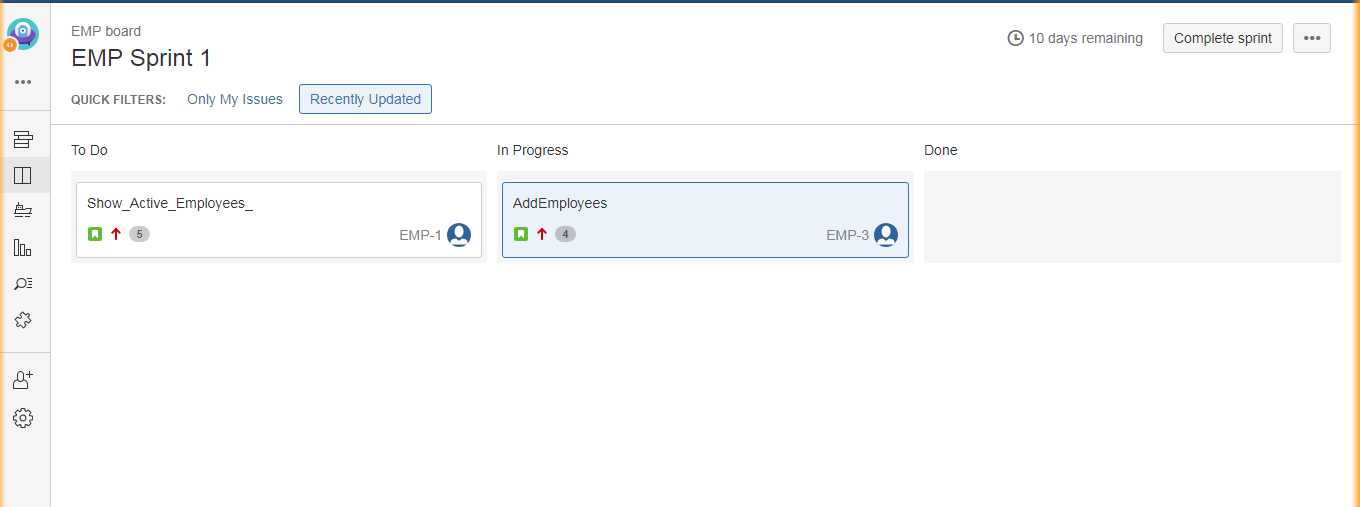 EMP board
EMP Sprint 1
10 days remaining
Complete sprint
•••
QUICK FILTERS: Only My Issues Recently Updated
To Do
In Progress
Done
Show_Active_Employees_
5
EMP-1
AddEmployees
4
EMP-3